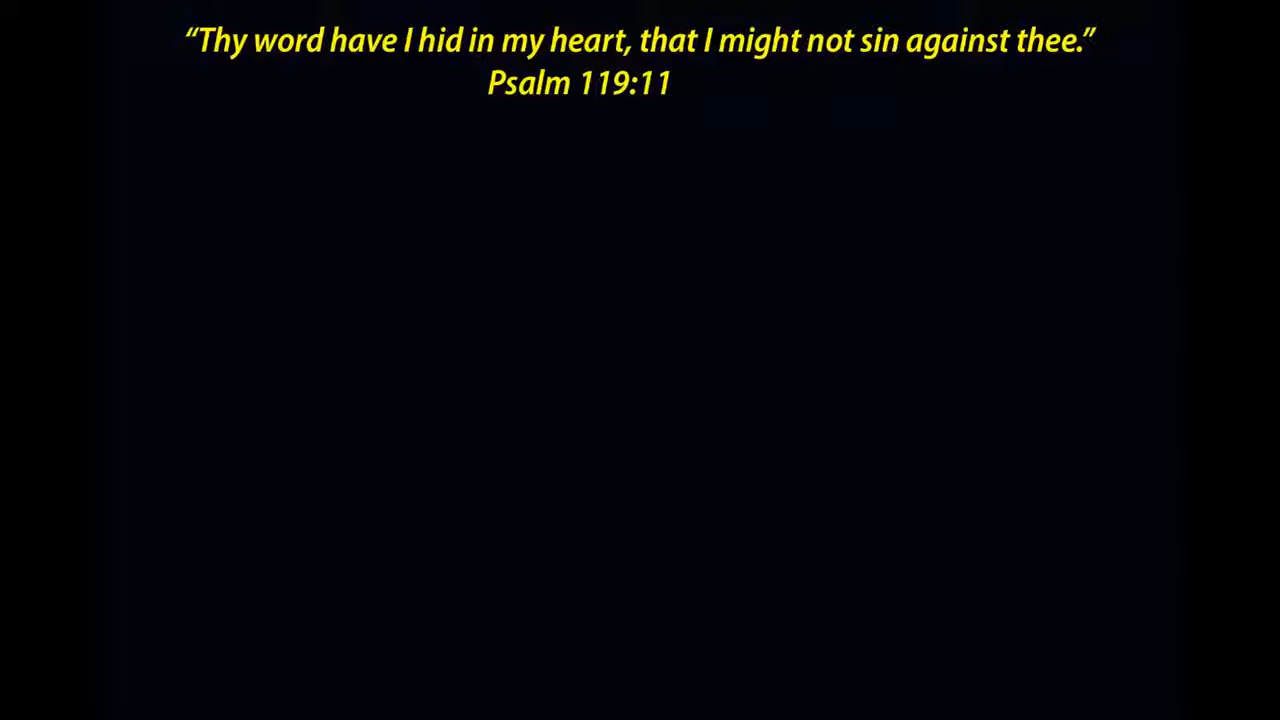 “Thy word have I hid in my heart, that I might not sin against thee.”
Psalm 119:11